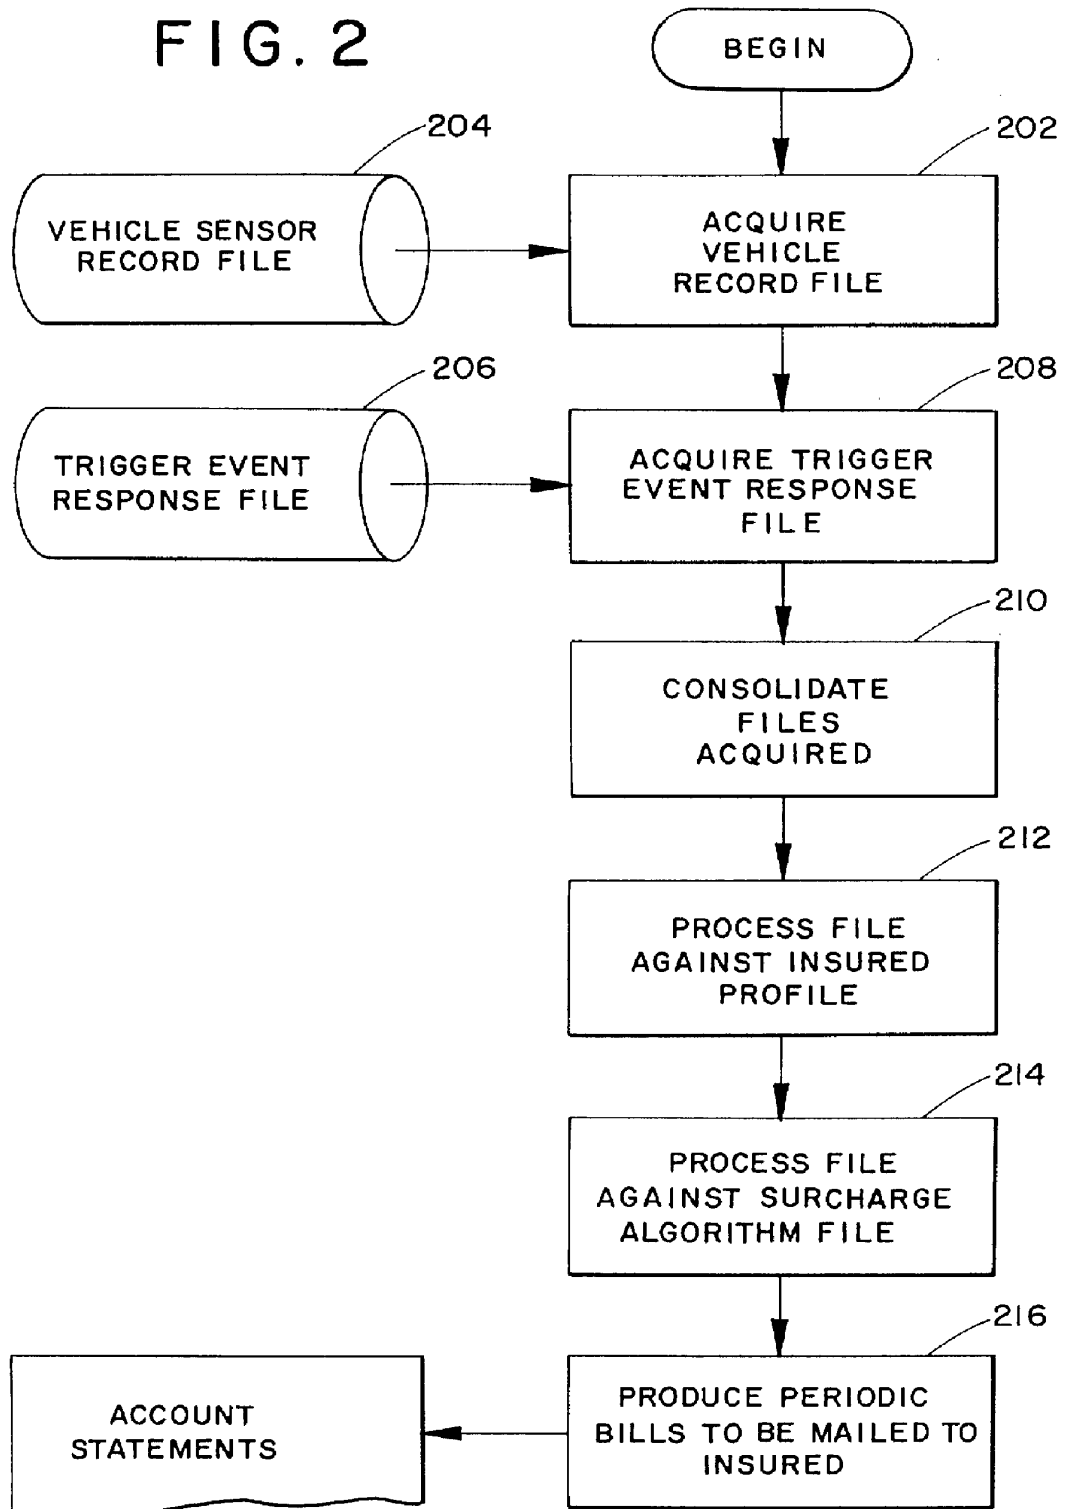 FIG. 2
BEGIN
204
202
VEHICLE SENSOR
RECORD FILE
ACQUIRE
VEHICLE
RECORD FILE
206
208
TRIGGER EVENT
RESPONSE FILE
ACQUIRE TRIGGER
EVENT RESPONSE
FILE
210
CONSOLIDATE
FILES
ACQUIRED
212
PROCESS FILE
AGAINST INSURED
PROFILE
214
PROCESS FILE
AGAINST SURCHARGE
ALGORITHM FILE
216
PRODUCE PERIODIC
BILLS TO BE MAILED TO
INSURED
ACCOUNT
STATEMENTS